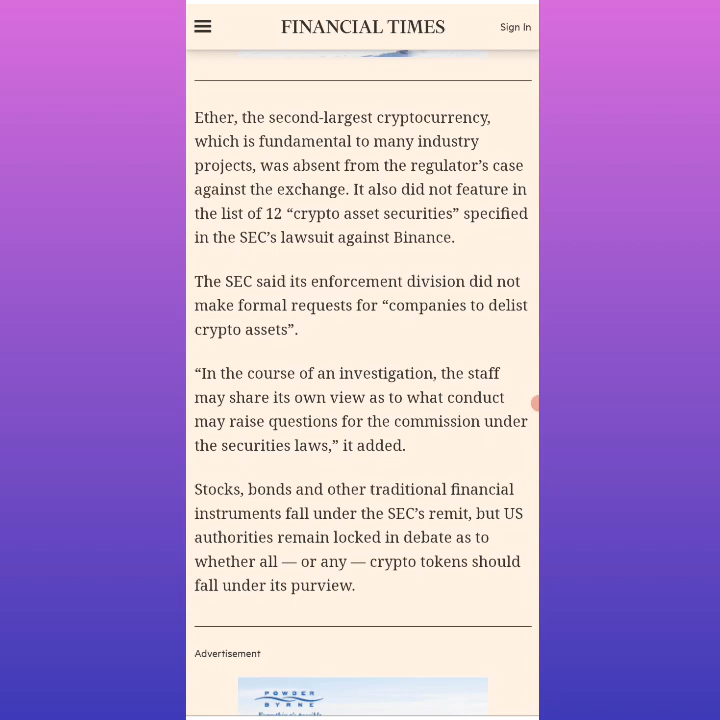 FINANCIAL TIMES
Sign In
Ether, the second-largest cryptocurrency,
which is fundamental to many industry
projects, was absent from the regulator’s case
against the exchange. It also did not feature in
the list of 12 “crypto asset securities” specified
in the SEC’s lawsuit against Binance.
The SEC said its enforcement division did not
make formal requests for “companies to delist
crypto assets”.
“In the course of an investigation, the staff
may share its own view as to what conduct
may raise questions for the commission under
the securities laws,” it added.
Stocks, bonds and other traditional financial
instruments fall under the SEC’s remit, but US
authorities remain locked in debate as to
whether all — or any — crypto tokens should
fall under its purview.
Advertisement
POWDER
BYRNE